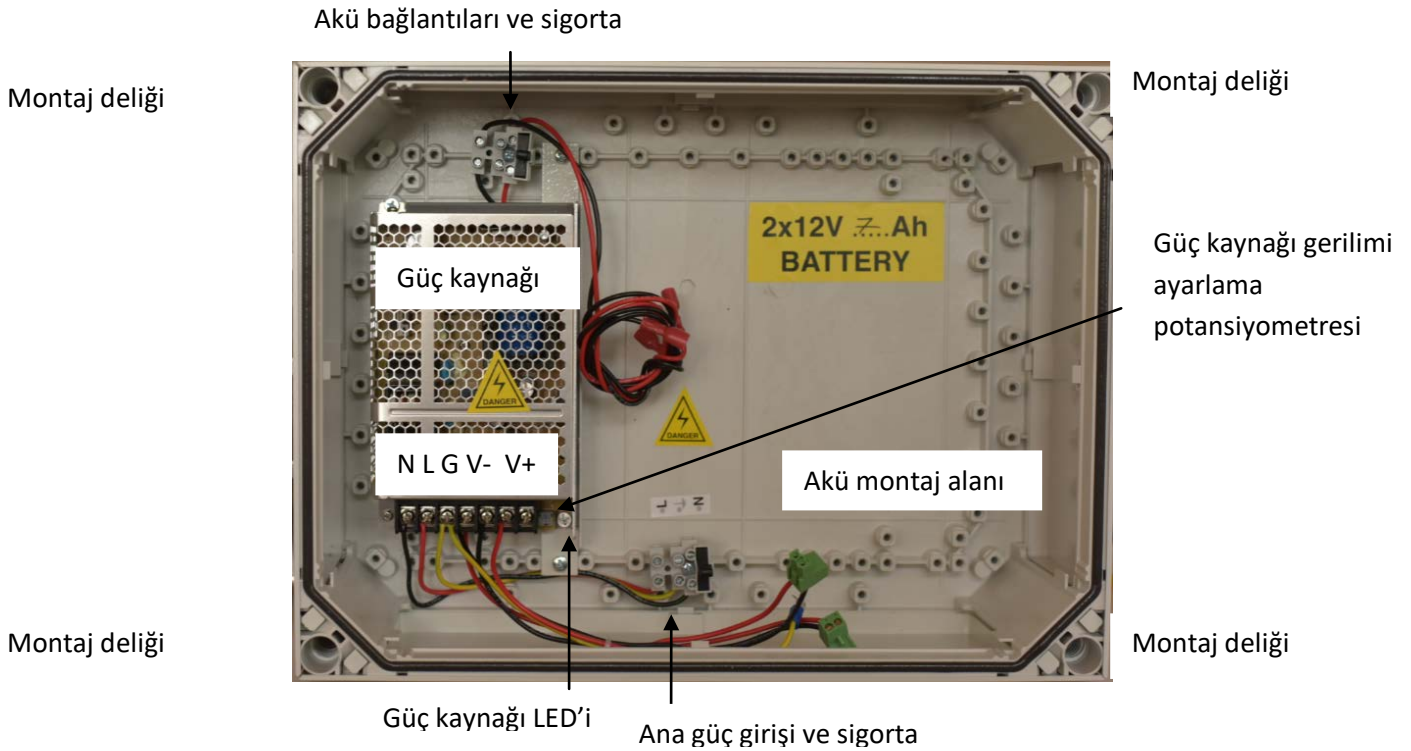 Akü bağlantıları ve sigorta
Montaj deliği
Montaj deliği
2x12V 7....Ah
BATTERY
Güç kaynağı
Güç kaynağı gerilimi
ayarlama
potansiyometresi
DANGER
DANGER
N L G V- V+
Akü montaj alanı
L ⏚ N
Montaj deliği
Montaj deliği
Güç kaynağı LED’i
Ana güç girişi ve sigorta